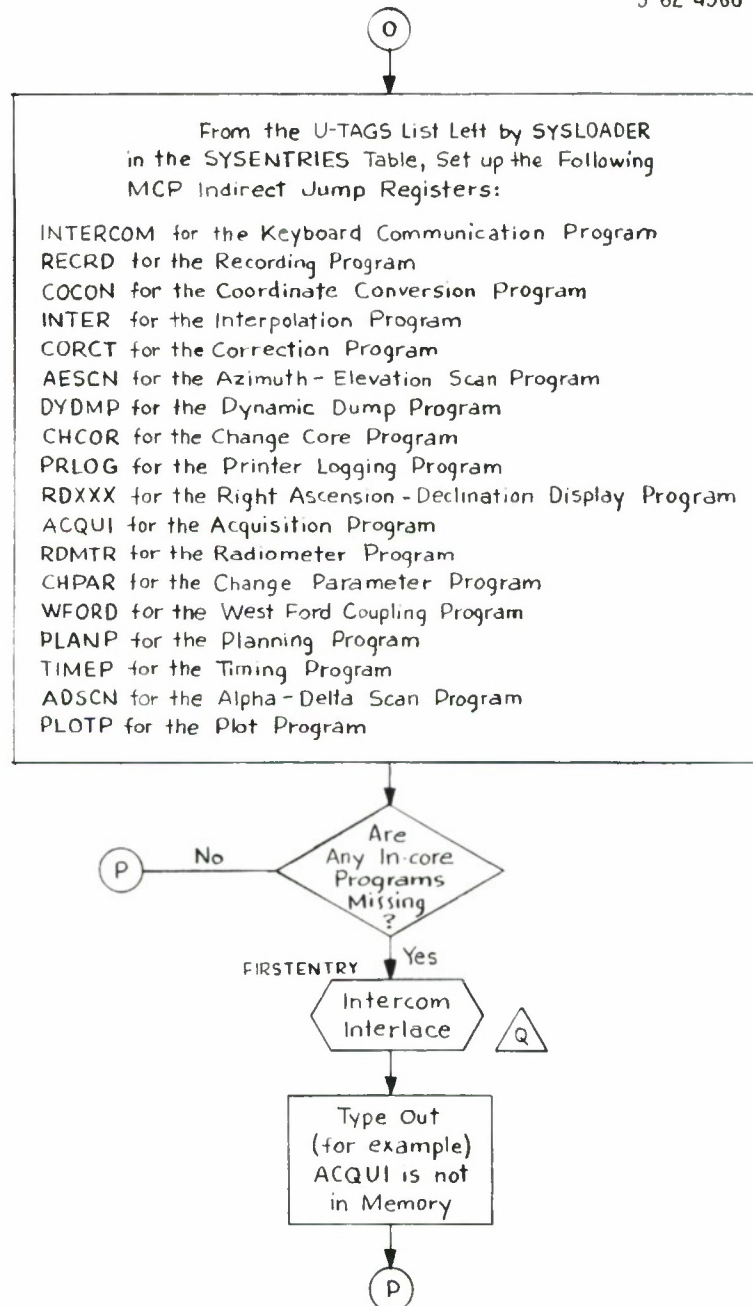 O
From the U-TAGS List Left by SYSLOADER
in the SYSENTRIES Table, Set up the Following
MCP Indirect Jump Registers:
INTERCOM for the Keyboard Communication Program
RECRD for the Recording Program
COCON for the Coordinate Conversion Program
INTER for the Interpolation Program
CORCT for the Correction Program
AESCN for the Azimuth-Elevation Scan Program
DYDMP for the Dynamic Dump Program
CHCOR for the Change Core Program
PRLOG for the Printer Logging Program
RDXXX for the Right Ascension-Declination Display Program
ACQUI for the Acquisition Program
RDMTR for the Radiometer Program
CHPAR for the Change Parameter Program
WFORD for the West Ford Coupling Program
PLANP for the Planning Program
TIMEP for the Timing Program
ADSCN for the Alpha-Delta Scan Program
PLOTP for the Plot Program
Are
Any In-core
Programs
Missing
?
No
P
Yes
FIRSTENTRY
Intercom
Interlace
Q
Type Out
(for example)
ACQUI is not
in Memory
P